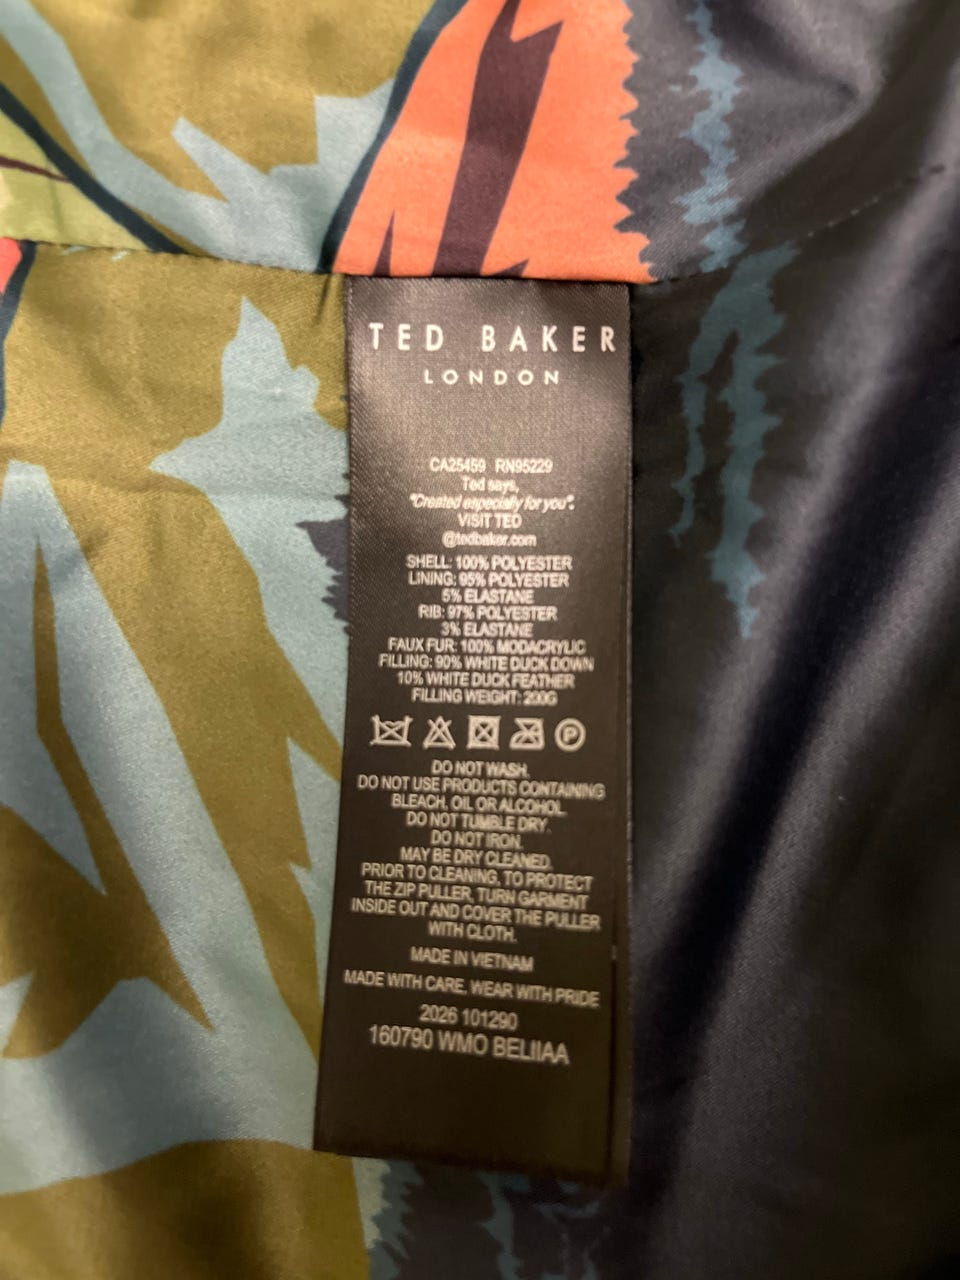 TED BAKER
LONDON
CA25459 RN95229
Ted says,
"Created especially for you".
VISIT TED
@tedbaker.com
SHELL: 100% POLYESTER
LINING: 95% POLYESTER
5% ELASTANE
RIB: 97% POLYESTER
3% ELASTANE
FAUX FUR: 100% MODACRYLIC
FILLING: 90% WHITE DUCK DOWN
10% WHITE DUCK FEATHER
FILLING WEIGHT: 200G
P
DO NOT WASH.
DO NOT USE PRODUCTS CONTAINING
BLEACH, OIL OR ALCOHOL.
DO NOT TUMBLE DRY.
DO NOT IRON.
MAY BE DRY CLEANED.
PRIOR TO CLEANING, TO PROTECT
THE ZIP PULLER, TURN GARMENT
INSIDE OUT AND COVER THE PULLER
WITH CLOTH.
MADE IN VIETNAM
MADE WITH CARE, WEAR WITH PRIDE
2026 101290
160790 WMO BELIIAA